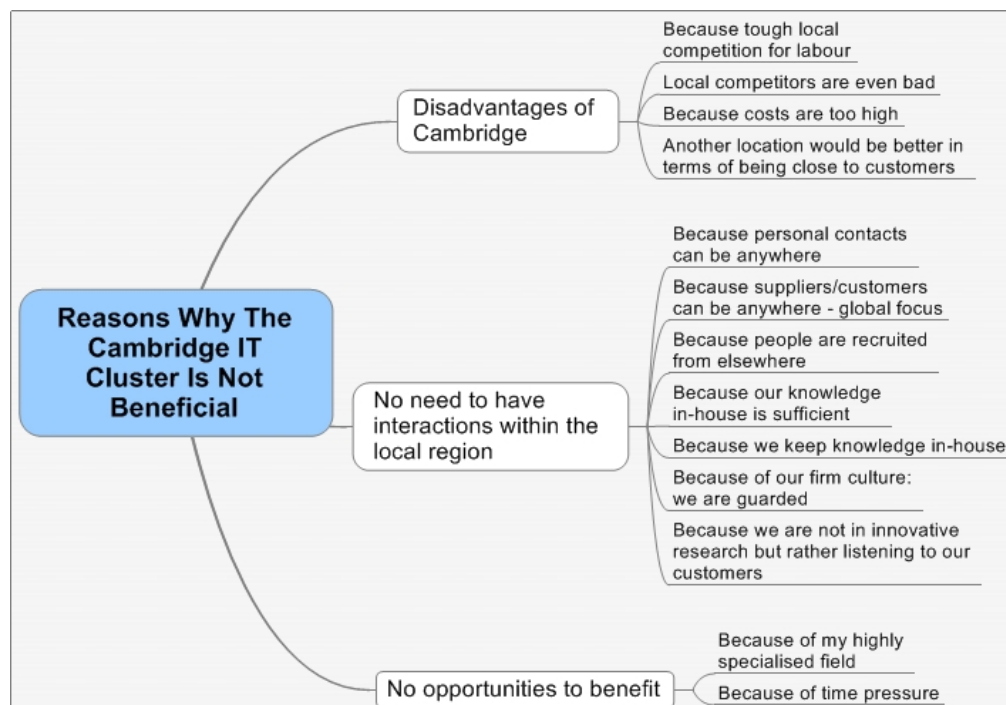 Reasons Why The
Cambridge IT
Cluster Is Not
Beneficial
Disadvantages of
Cambridge
Because tough local
competition for labour
Local competitors are even bad
Because costs are too high
Another location would be better in
terms of being close to customers
No need to have
interactions within the
local region
Because personal contacts
can be anywhere
Because suppliers/customers
can be anywhere - global focus
Because people are recruited
from elsewhere
Because our knowledge
in-house is sufficient
Because we keep knowledge in-house
Because of our firm culture:
we are guarded
Because we are not in innovative
research but rather listening to our
customers
No opportunities to benefit
Because of my highly
specialised field
Because of time pressure